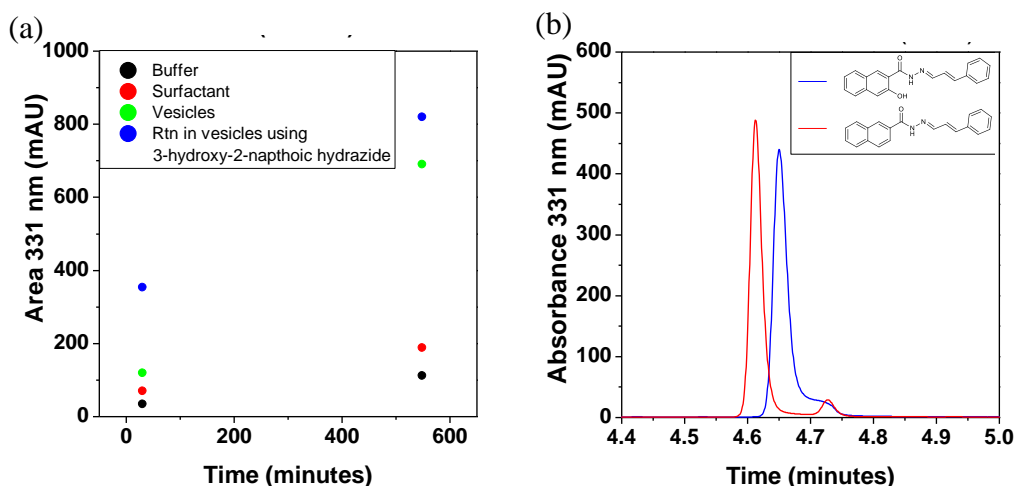 (a)
Area 331 nm (mAU)
1000
800
600
400
200
0
Buffer
Surfactant
Vesicles
Rtn in vesicles using
3-hydroxy-2-napthoic hydrazide
0
200
400
600
Time (minutes)
(b)
Absorbance 331 nm (mAU)
600
500
400
300
200
100
0
O
N
H
N
OH
O
N
H
N
4.4
4.5
4.6
4.7
4.8
4.9
5.0
Time (minutes)